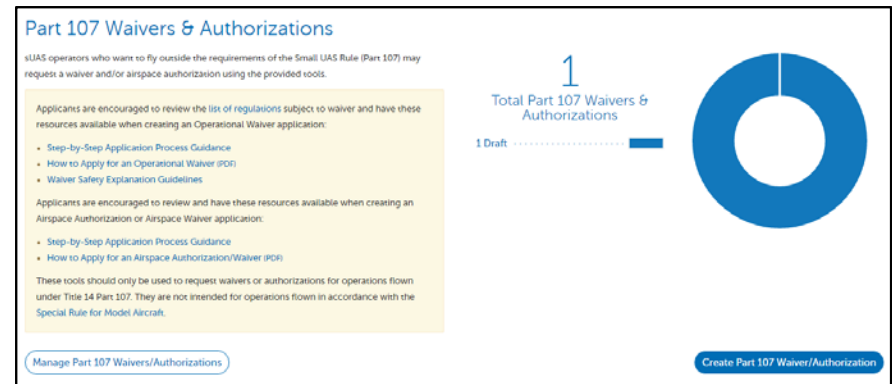 Part 107 Waivers & Authorizations
sUAS operators who want to fly outside the requirements of the Small UAS Rule (Part 107) may
request a waiver and/or airspace authorization using the provided tools.
Applicants are encouraged to review the list of regulations subject to waiver and have these
resources available when creating an Operational Waiver application:
• Step-by-Step Application Process Guidance
• How to Apply for an Operational Waiver (PDF)
• Waiver Safety Explanation Guidelines
Applicants are encouraged to review and have these resources available when creating an
Airspace Authorization or Airspace Waiver application:
• Step-by-Step Application Process Guidance
• How to Apply for an Airspace Authorization/Waiver (PDF)
These tools should only be used to request waivers or authorizations for operations flown
under Title 14 Part 107. They are not intended for operations flown in accordance with the
Special Rule for Model Aircraft.
Manage Part 107 Waivers/Authorizations
1
Total Part 107 Waivers &
Authorizations
1 Draft
Create Part 107 Waiver/Authorization